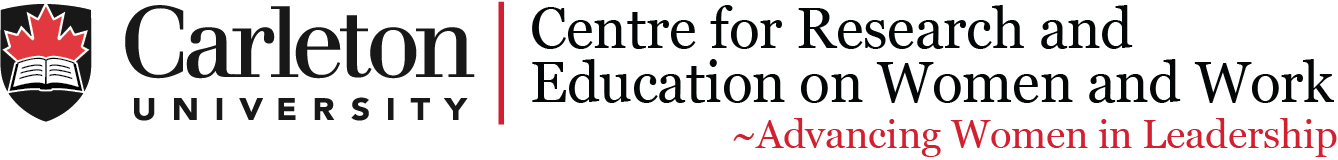 Carleton
UNIVERSITY
Centre for Research and
Education on Women and Work
~Advancing Women in Leadership